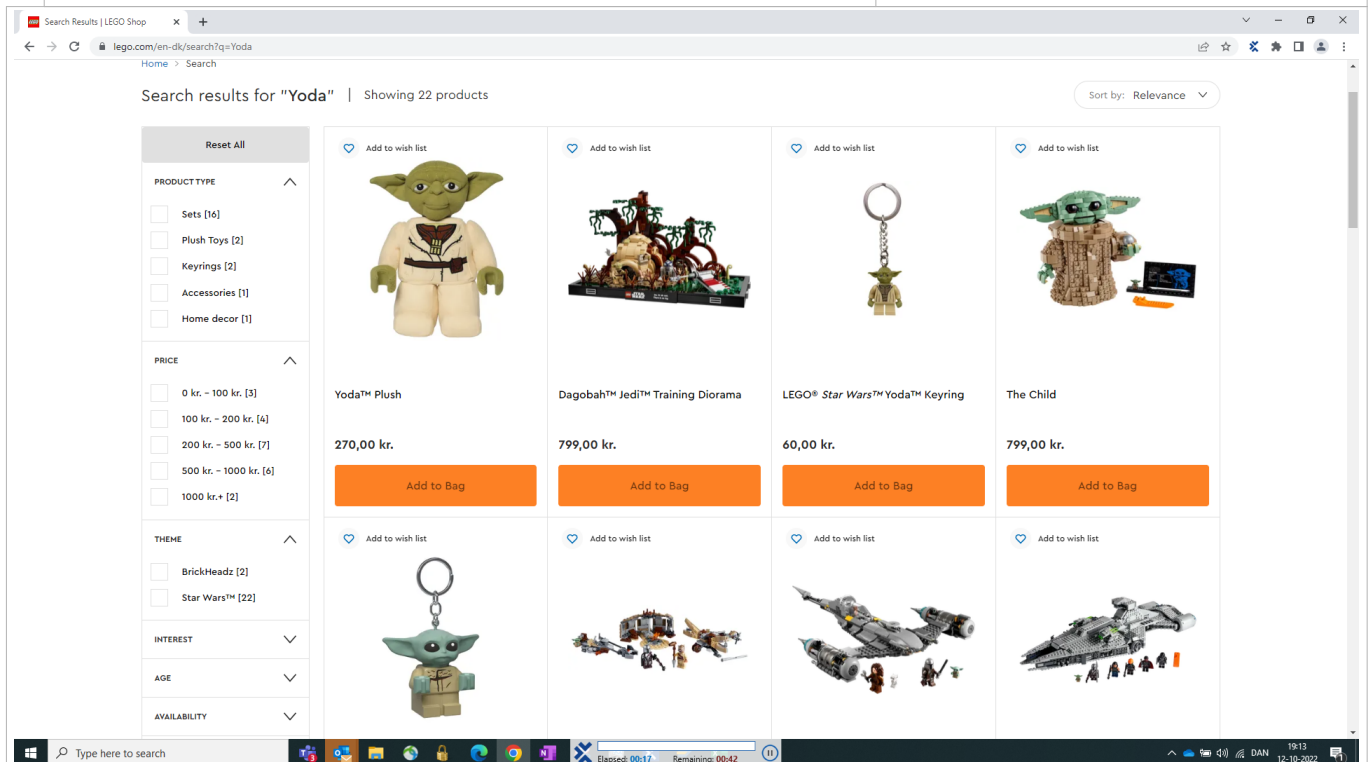 Search Results | LEGO Shop
lego.com/en-dk/search?q=Yoda
Home > Search
Search results for "Yoda" | Showing 22 products
Sort by: Relevance
Reset All
PRODUCT TYPE
Sets [16]
Plush Toys [2]
Keyrings [2]
Accessories [1]
Home decor [1]
PRICE
0 kr. – 100 kr. [3]
100 kr. – 200 kr. [4]
200 kr. – 500 kr. [7]
500 kr. – 1000 kr. [6]
1000 kr.+ [2]
THEME
BrickHeadz [2]
Star Wars™ [22]
INTEREST
AGE
AVAILABILITY
Add to wish list
Add to wish list
Add to wish list
Add to wish list
Yoda™ Plush
Dagobah™ Jedi™ Training Diorama
LEGO® Star Wars™ Yoda™ Keyring
The Child
270,00 kr.
799,00 kr.
60,00 kr.
799,00 kr.
Add to Bag
Add to Bag
Add to Bag
Add to Bag
Add to wish list
Add to wish list
Add to wish list
Add to wish list
Type here to search
Elapsed: 00:17 Remaining: 00:42
DAN
19:13
12-10-2022